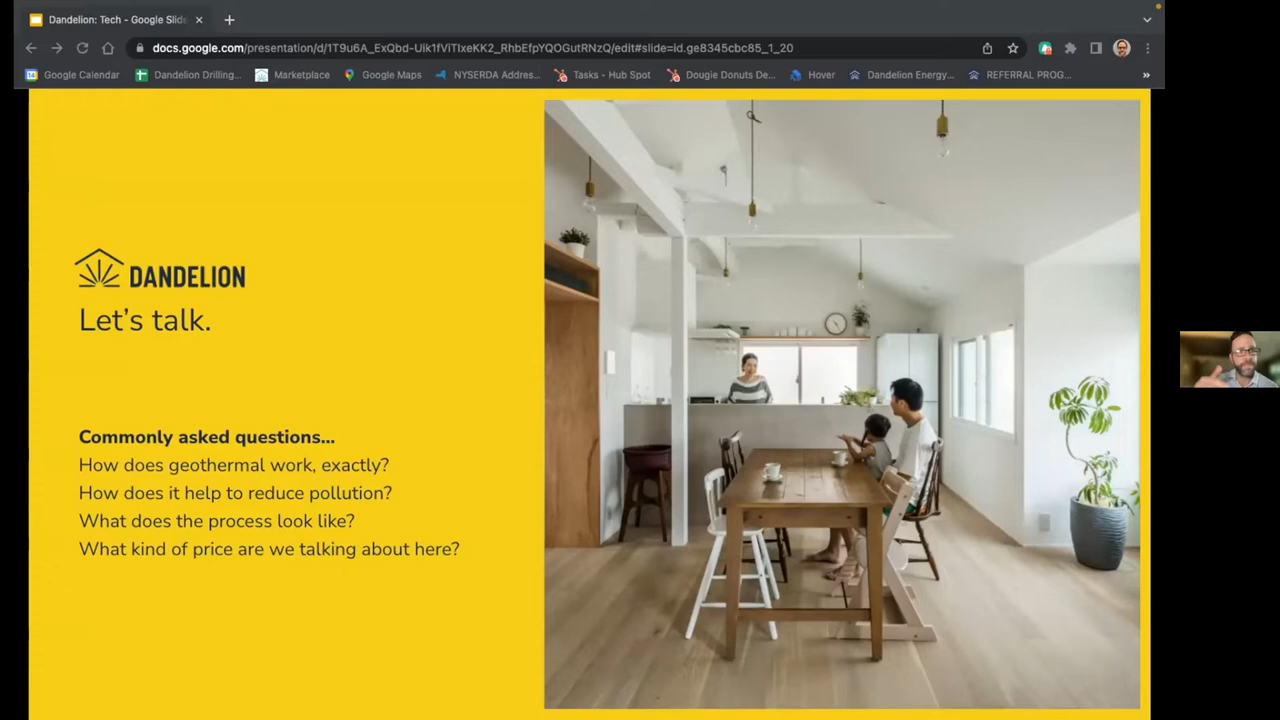 Dandelion: Tech - Google Slide
docs.google.com/presentation/d/1T9u6A_ExQbd-Uik1fViTIxeKK2_RhbEfpYQOGutRNzQ/edit#slide=id.ge8345cbc85_1_20
Google Calendar
Dandelion Drilling...
Marketplace
Google Maps
NYSERDA Addres...
Tasks - Hub Spot
Dougie Donuts De...
Hover
Dandelion Energy...
REFERRAL PROG...
DANDELION
Let's talk.
Commonly asked questions...
How does geothermal work, exactly?
How does it help to reduce pollution?
What does the process look like?
What kind of price are we talking about here?